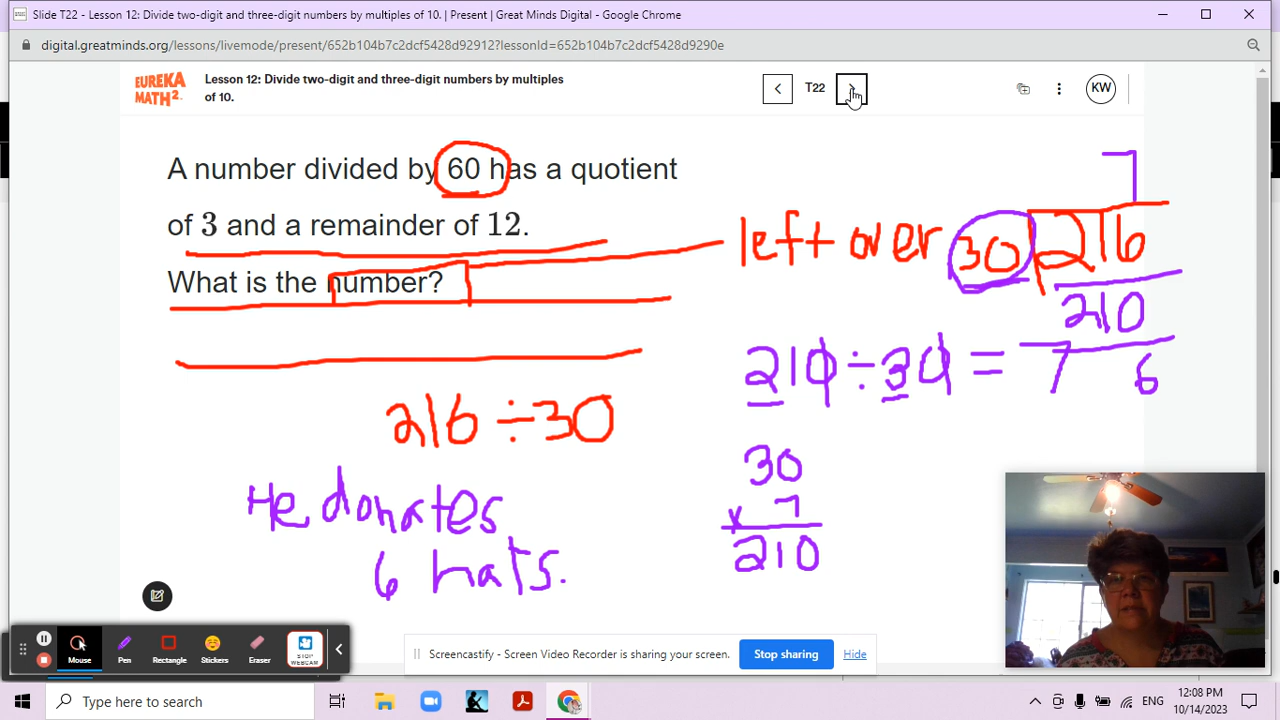 Slide T22 - Lesson 12: Divide two-digit and three-digit numbers by multiples of 10. | Present | Great Minds - Google Chrome
digital.greatminds.org/lessons/livemode/present/652b104b7c2dcf5428d92912?lessonId=652b104b7c2dcf5428d9290e
EUREKA MATH²
Lesson 12: Divide two-digit and three-digit numbers by multiples of 10.
T22
KW
A number divided by 60 has a quotient
of 3 and a remainder of 12.
What is the number?
7
left over 30 216
210
6
210 ÷ 30 = 7
216 ÷ 30
30
x 7
210
He donates
6 hats.
Mouse
Pen
Rectangle
Stickers
Eraser
STOP WEBCAM
Screencastify - Screen Video Recorder is sharing your screen.
Stop sharing
Hide
Type here to search
ENG
12:08 PM
10/14/2023